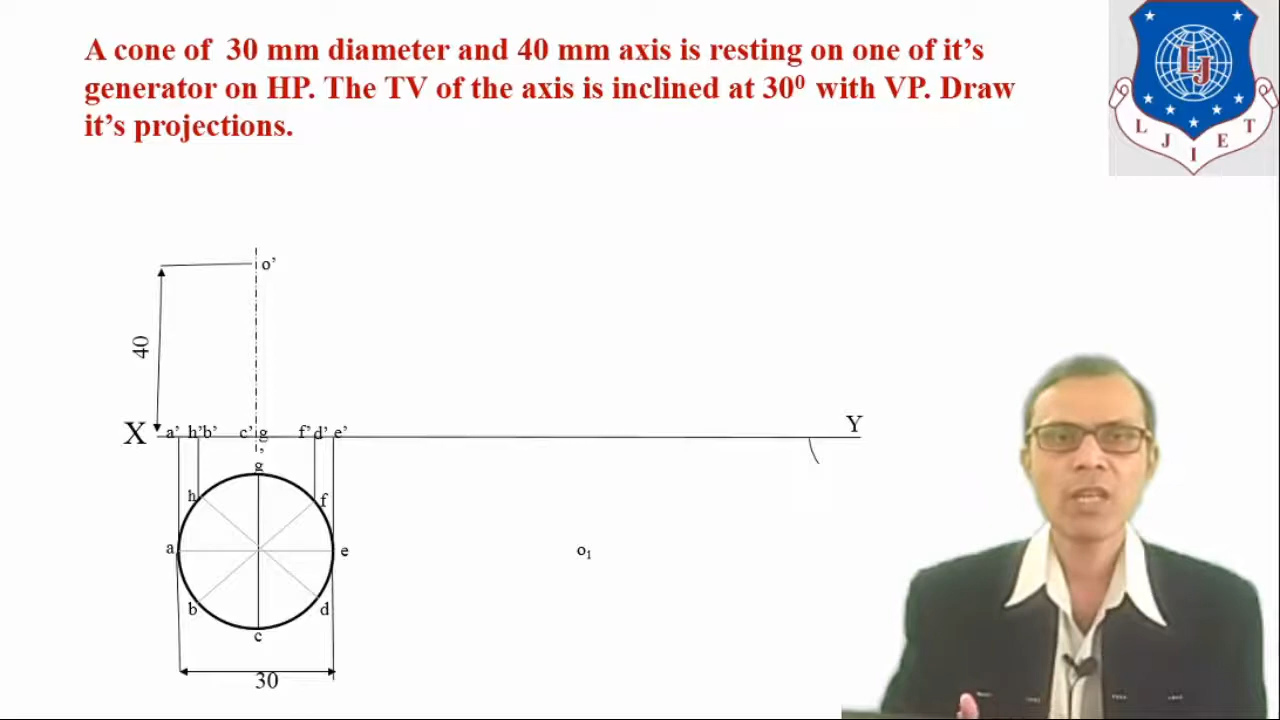 A cone of 30 mm diameter and 40 mm axis is resting on one of it’s
generator on HP. The TV of the axis is inclined at 30⁰ with VP. Draw
it’s projections.
LJ
L J I E T
o’
40
X a’ h’b’ c’ g’ f’ d’ e’ Y
g
h f
a e o₁
b d
c
30